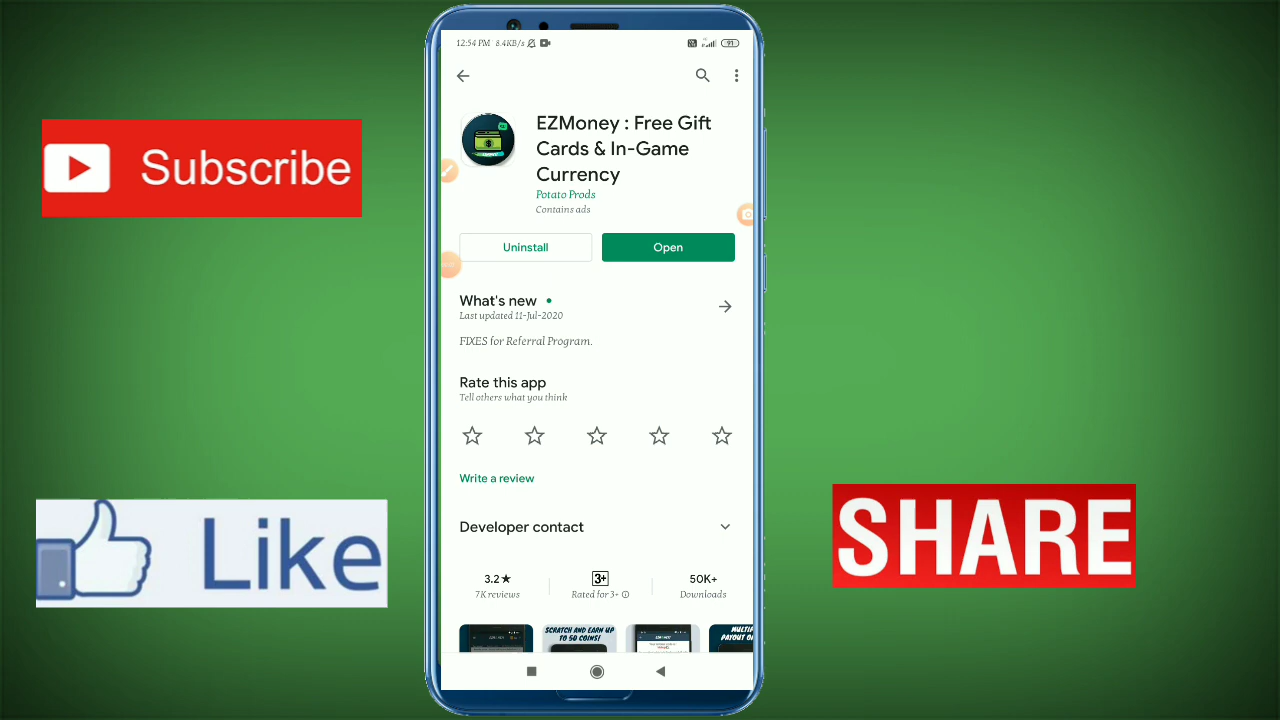 Subscribe
Like
SHARE
12:54 PM 8.4KB/s
91
EZMoney : Free Gift
Cards & In-Game
Currency
Potato Prods
Contains ads
Uninstall
Open
What's new
Last updated 11-Jul-2020
FIXES for Referral Program.
Rate this app
Tell others what you think
Write a review
Developer contact
3.2★
3+
50K+
7K reviews
Rated for 3+
Downloads
SCRATCH AND EARN UP
TO 50 COINS!
PAYOUT O